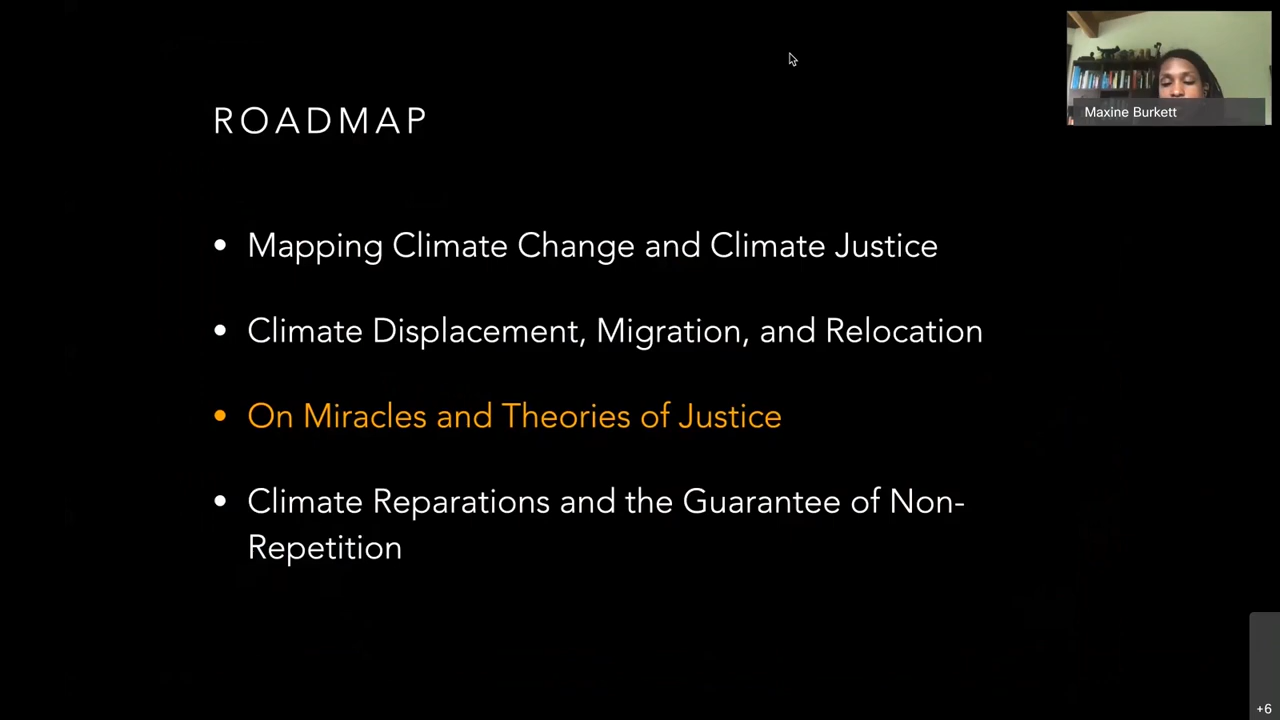 ROADMAP
Maxine Burkett
• Mapping Climate Change and Climate Justice
• Climate Displacement, Migration, and Relocation
• On Miracles and Theories of Justice
• Climate Reparations and the Guarantee of Non-
Repetition
+6